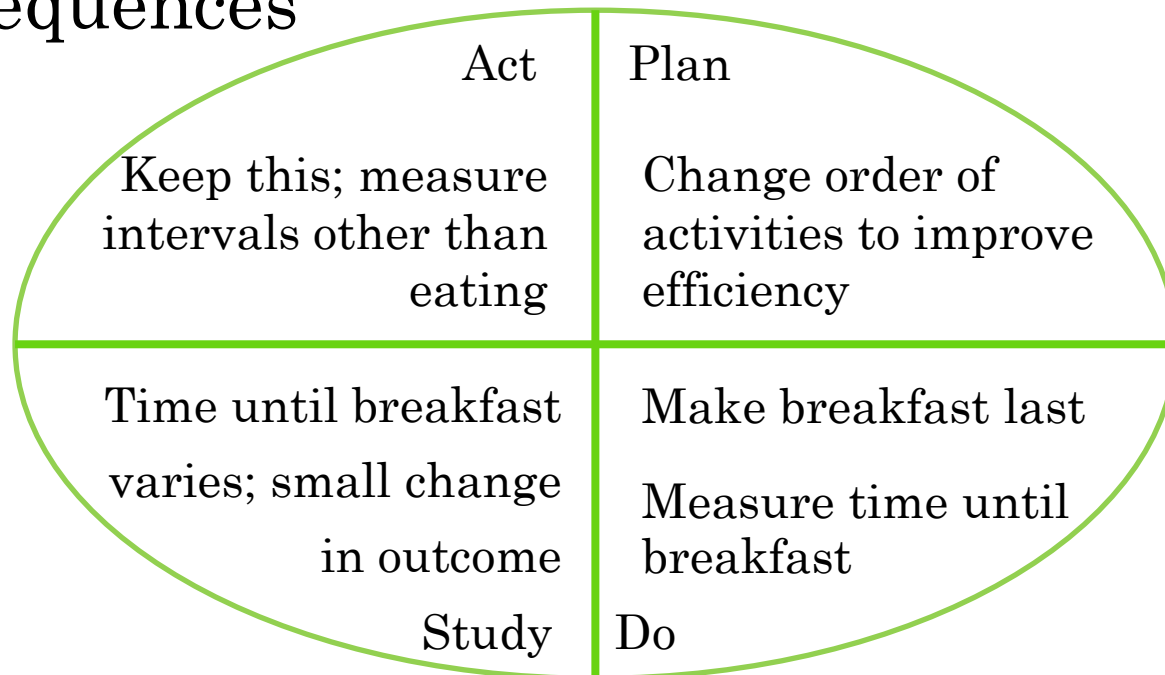 equences
Act
Plan
Keep this; measure
intervals other than
eating
Change order of
activities to improve
efficiency
Time until breakfast
varies; small change
in outcome
Study
Make breakfast last
Measure time until
breakfast
Do